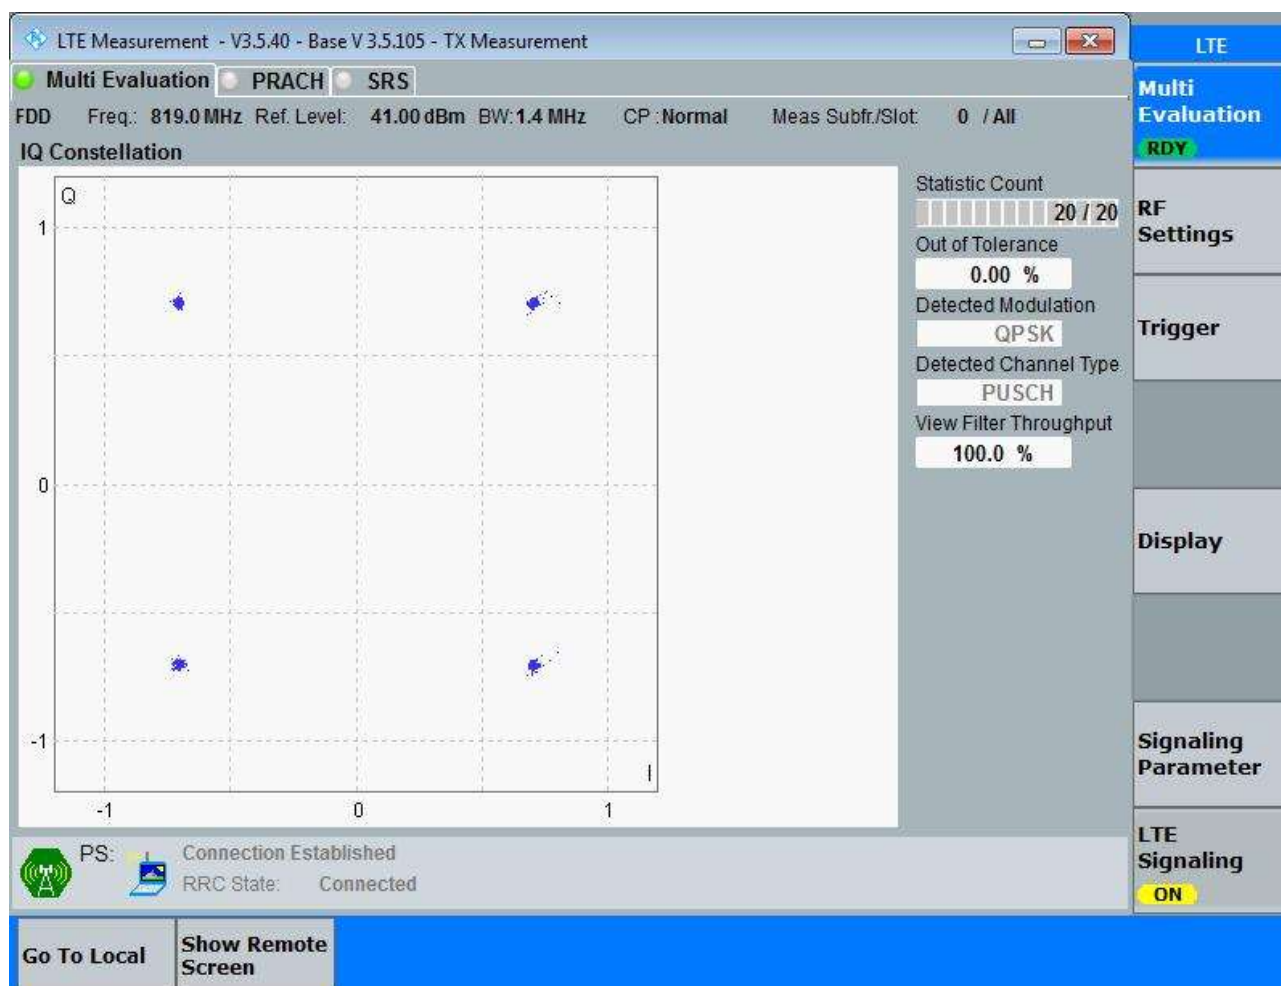 LTE Measurement - V3.5.40 - Base V 3.5.105 - TX Measurement
Multi Evaluation PRACH SRS
FDD Freq.: 819.0 MHz Ref. Level: 41.00 dBm BW: 1.4 MHz CP : Normal Meas Subfr./Slot: 0 / All
IQ Constellation
Q
1
0
-1
I
-1 0 1
Statistic Count
20 / 20
Out of Tolerance
0.00 %
Detected Modulation
QPSK
Detected Channel Type
PUSCH
View Filter Throughput
100.0 %
PS: Connection Established
RRC State: Connected
LTE
Multi
Evaluation
RDY
RF
Settings
Trigger
Display
Signaling
Parameter
LTE
Signaling
ON
Go To Local
Show Remote
Screen